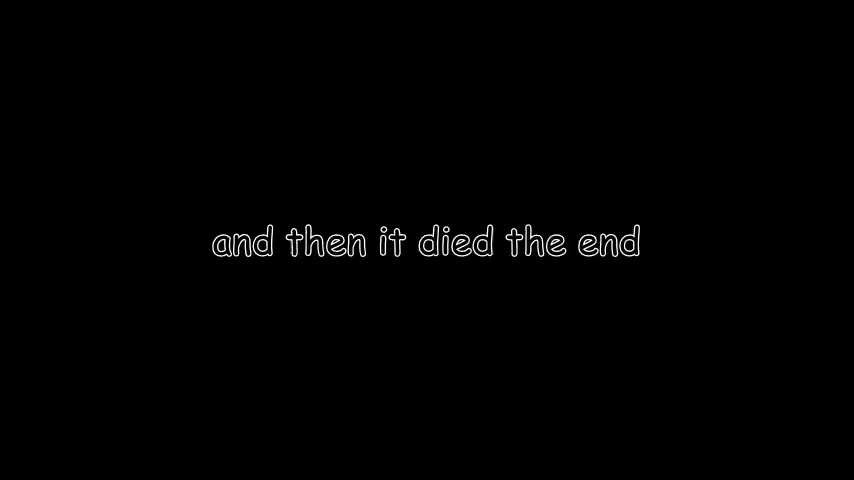 and then it died the end